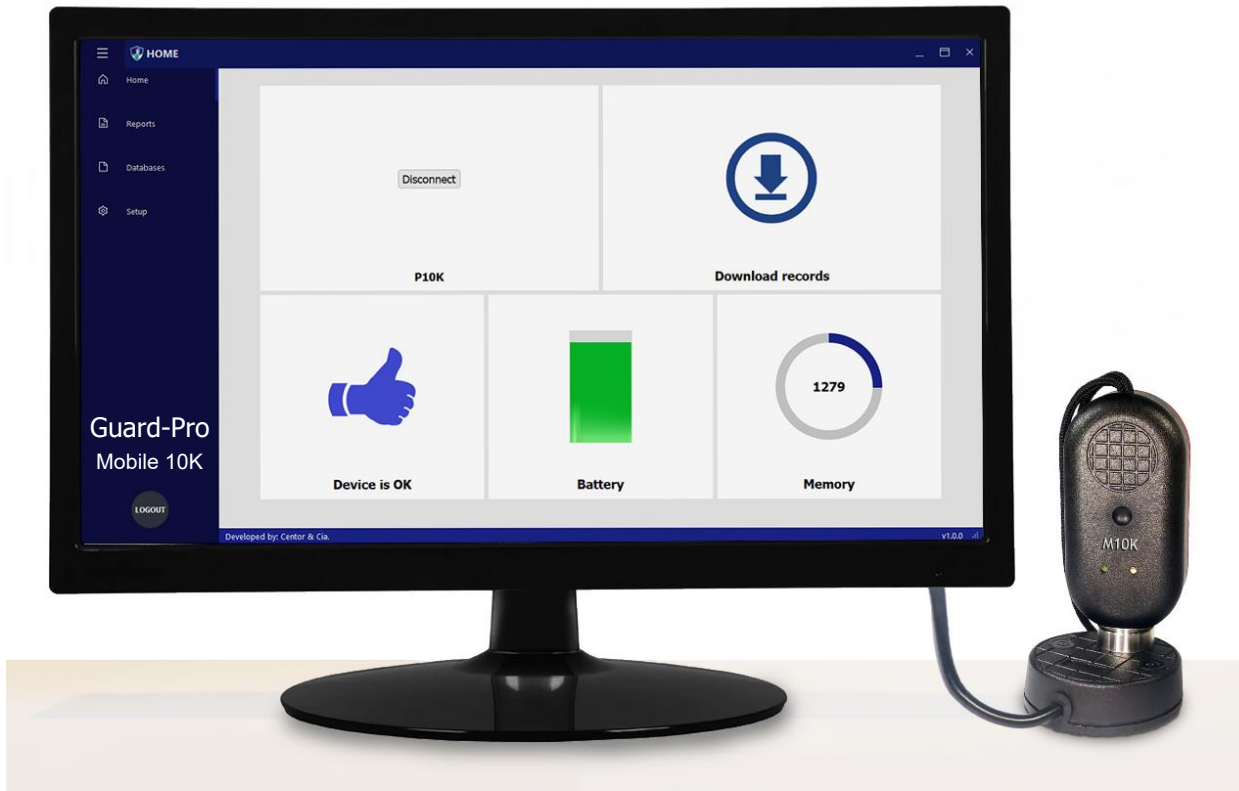 HOME
Home
Reports
Databases
Setup
Disconnect
P10K
Download records
Device is OK
Battery
1279
Memory
Guard-Pro
Mobile 10K
LOGOUT
Developed by: Centor & Cia.
v1.0.0
M10K